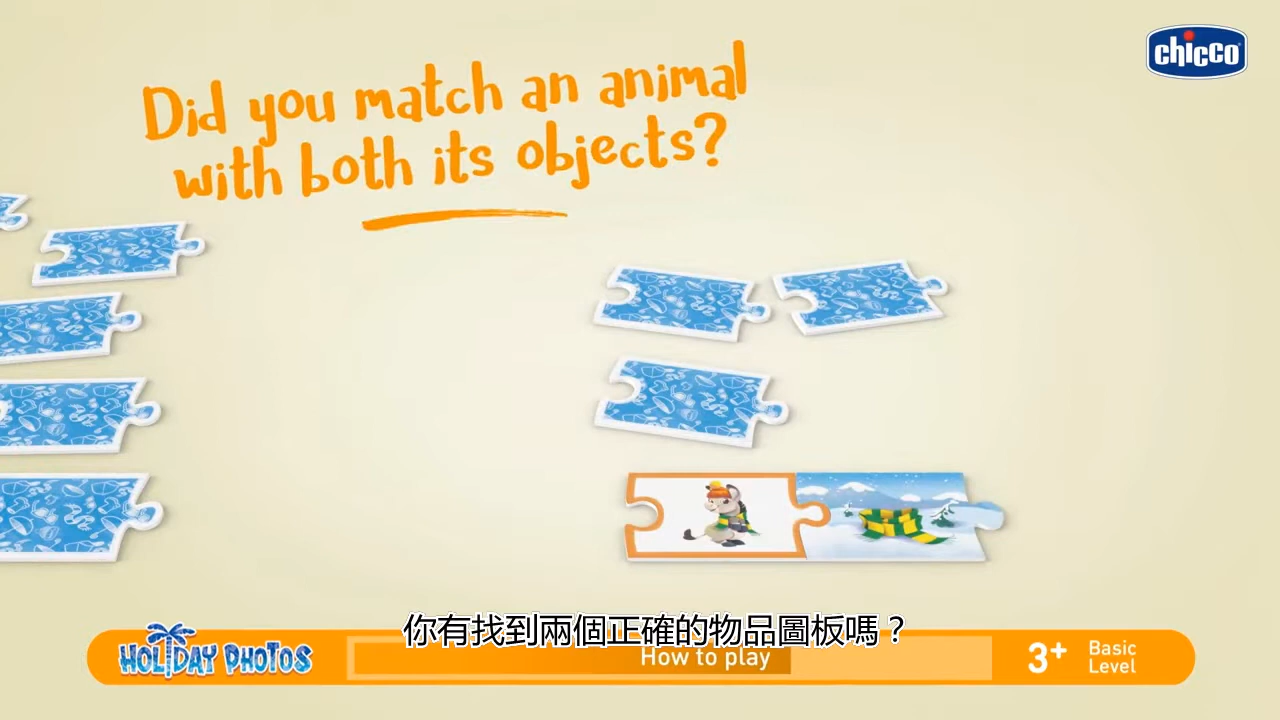 chicco
Did you match an animal
with both its objects?
你有找到兩個正確的物品圖板嗎？
HOLIDAY PHOTOS
How to play
3+
Basic
Level